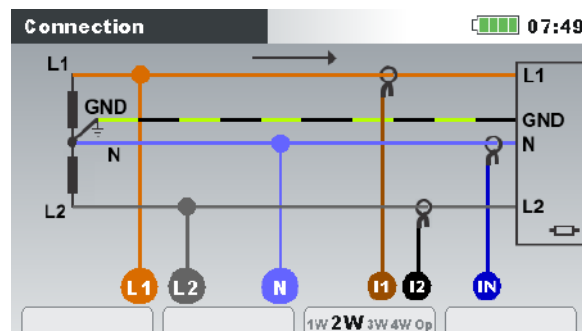 Connection 07:49
L1 L1
GND GND
N N
L2 L2
L1 L2 N I1 I2 IN
1W 2W 3W 4W Op